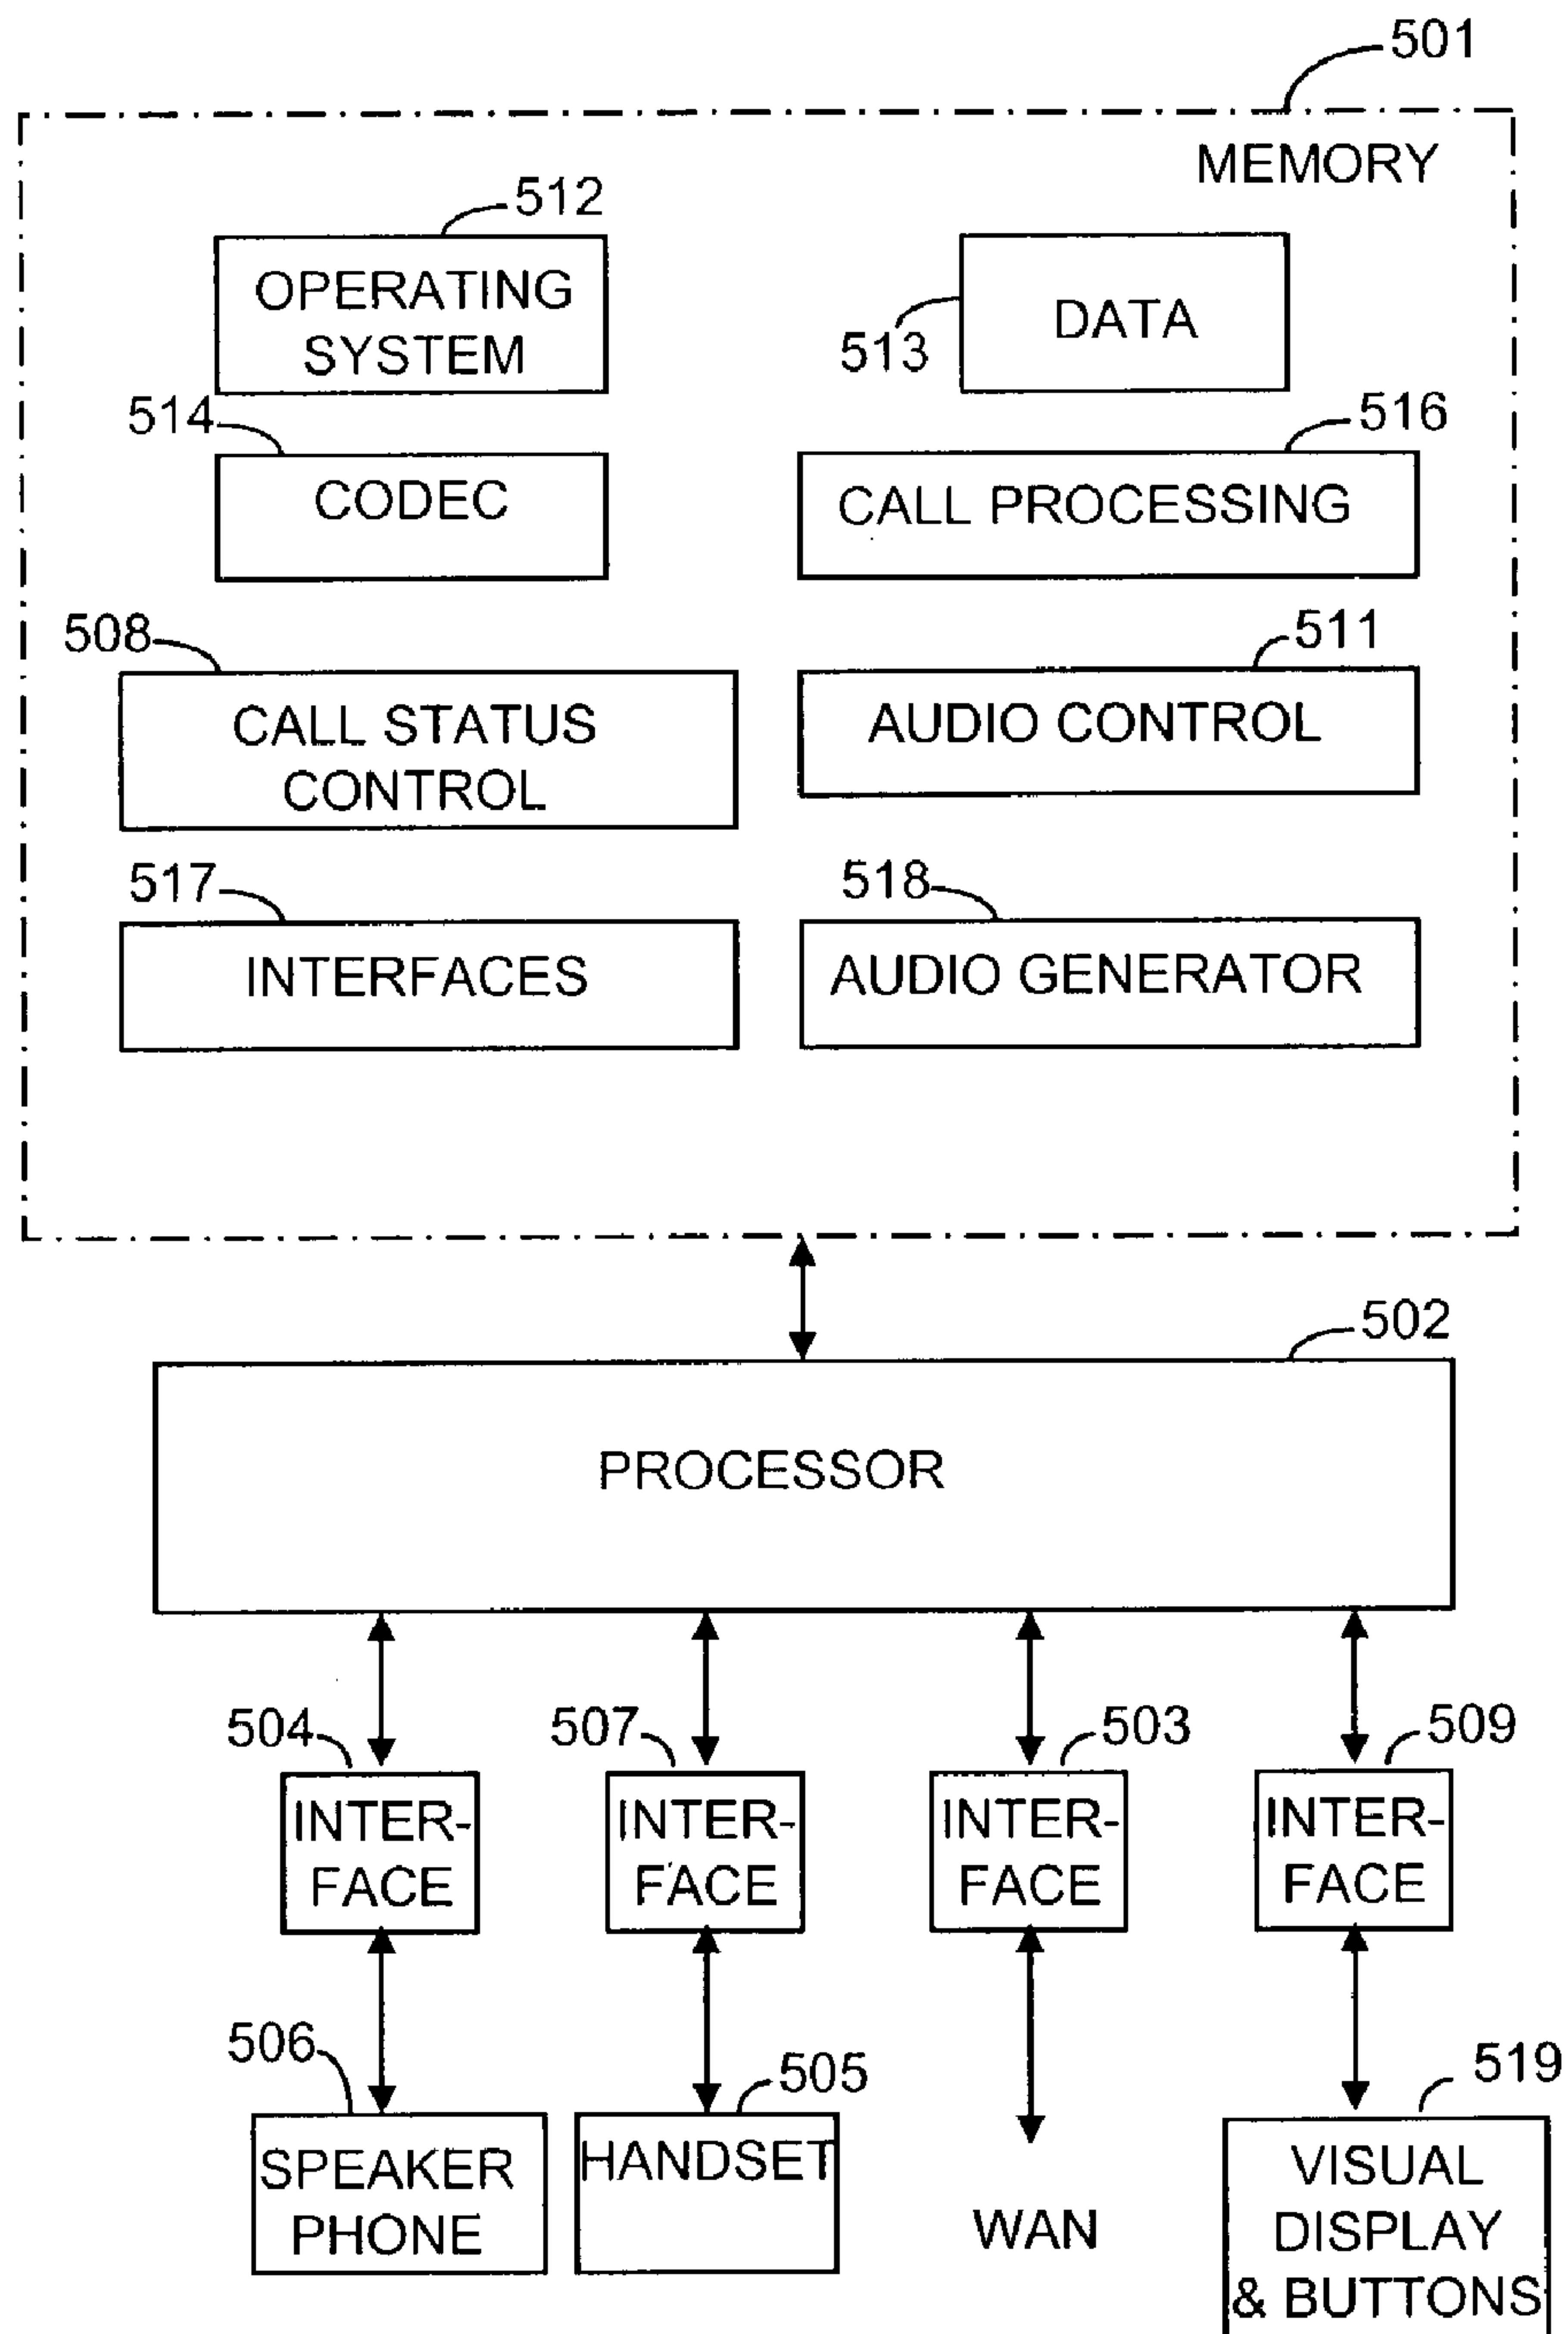 501
MEMORY
512
OPERATING
SYSTEM
513
DATA
514
CODEC
516
CALL PROCESSING
508
CALL STATUS
CONTROL
511
AUDIO CONTROL
517
INTERFACES
518
AUDIO GENERATOR
502
PROCESSOR
504
INTER-
FACE
507
INTER-
FACE
503
INTER-
FACE
509
INTER-
FACE
506
SPEAKER
PHONE
505
HANDSET
WAN
519
VISUAL
DISPLAY
& BUTTONS